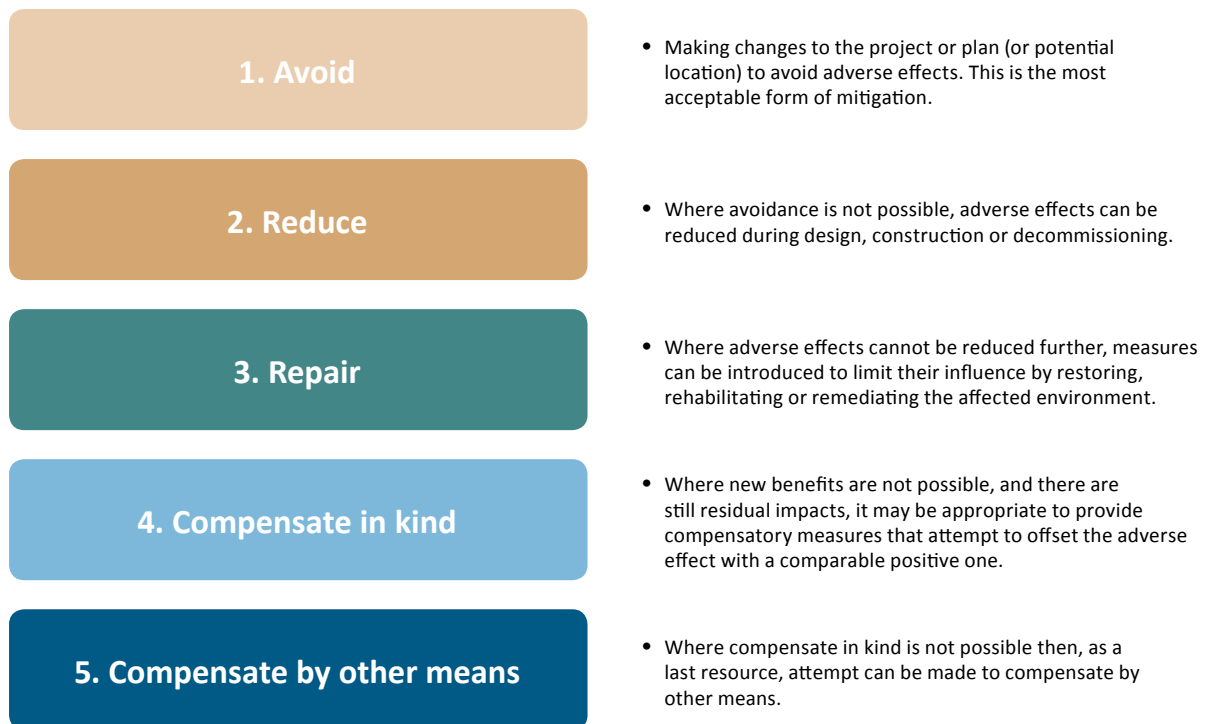 1. Avoid
• Making changes to the project or plan (or potential
location) to avoid adverse effects. This is the most
acceptable form of mitigation.
2. Reduce
• Where avoidance is not possible, adverse effects can be
reduced during design, construction or decommissioning.
3. Repair
• Where adverse effects cannot be reduced further, measures
can be introduced to limit their influence by restoring,
rehabilitating or remediating the affected environment.
4. Compensate in kind
• Where new benefits are not possible, and there are
still residual impacts, it may be appropriate to provide
compensatory measures that attempt to offset the adverse
effect with a comparable positive one.
5. Compensate by other means
• Where compensate in kind is not possible then, as a
last resource, attempt can be made to compensate by
other means.